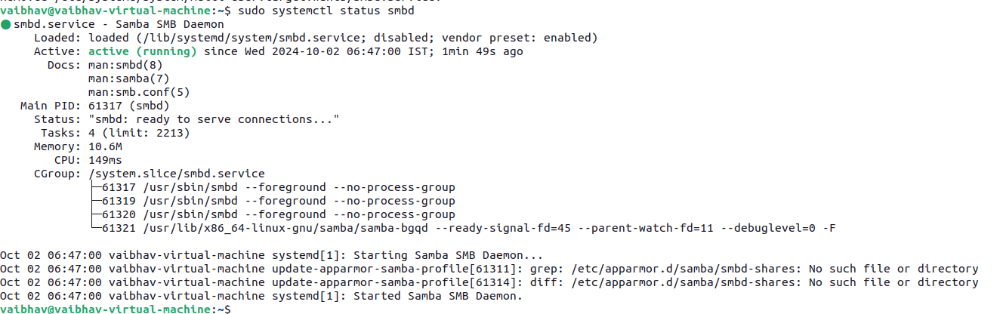 vaibhav@vaibhav-virtual-machine:~$ sudo systemctl status smbd
smbd.service - Samba SMB Daemon
Loaded: loaded (/lib/systemd/system/smbd.service; disabled; vendor preset: enabled)
Active: active (running) since Wed 2024-10-02 06:47:00 IST; 1min 49s ago
Docs: man:smbd(8)
man:samba(7)
man:smb.conf(5)
Main PID: 61317 (smbd)
Status: "smbd: ready to serve connections..."
Tasks: 4 (limit: 2213)
Memory: 10.6M
CPU: 149ms
CGroup: /system.slice/smbd.service
├─61317 /usr/sbin/smbd --foreground --no-process-group
├─61319 /usr/sbin/smbd --foreground --no-process-group
├─61320 /usr/sbin/smbd --foreground --no-process-group
└─61321 /usr/lib/x86_64-linux-gnu/samba/samba-bgqd --ready-signal-fd=45 --parent-watch-fd=11 --debuglevel=0 -F
Oct 02 06:47:00 vaibhav-virtual-machine systemd[1]: Starting Samba SMB Daemon...
Oct 02 06:47:00 vaibhav-virtual-machine update-apparmor-samba-profile[61311]: grep: /etc/apparmor.d/samba/smbd-shares: No such file or directory
Oct 02 06:47:00 vaibhav-virtual-machine update-apparmor-samba-profile[61314]: diff: /etc/apparmor.d/samba/smbd-shares: No such file or directory
Oct 02 06:47:00 vaibhav-virtual-machine systemd[1]: Started Samba SMB Daemon.
vaibhav@vaibhav-virtual-machine:~$